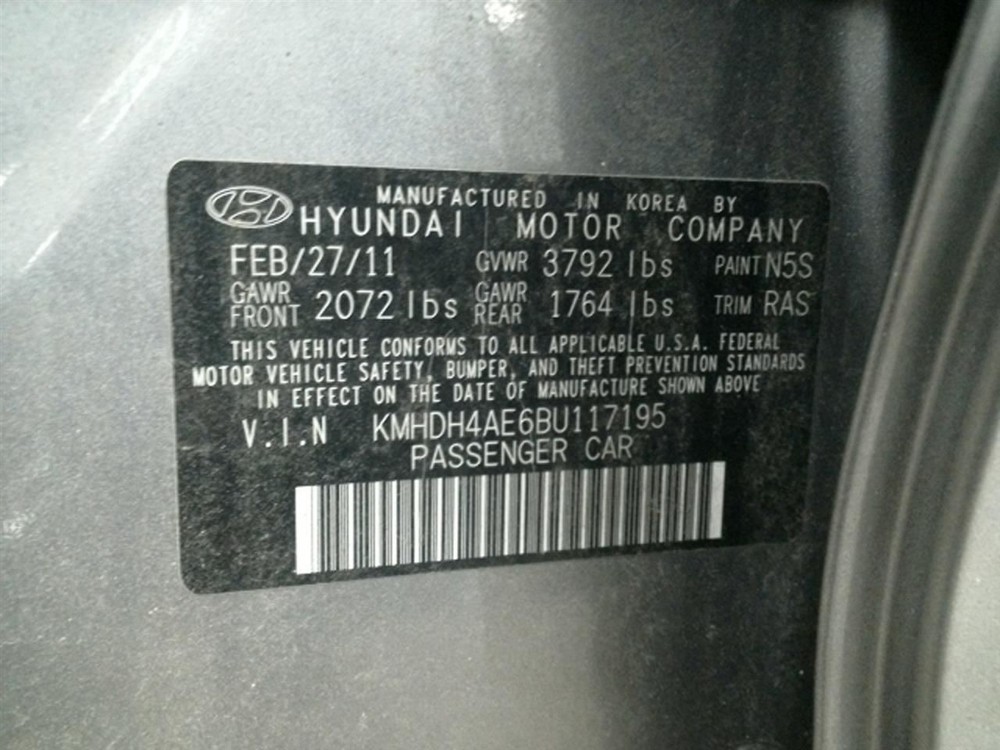 MANUFACTURED IN KOREA BY
HYUNDAI MOTOR COMPANY
FEB/27/11 GVWR 3792 lbs PAINT N5S
GAWR FRONT 2072 lbs GAWR REAR 1764 lbs TRIM RAS
THIS VEHICLE CONFORMS TO ALL APPLICABLE U.S.A. FEDERAL
MOTOR VEHICLE SAFETY, BUMPER, AND THEFT PREVENTION STANDARDS
IN EFFECT ON THE DATE OF MANUFACTURE SHOWN ABOVE
V.I.N KMHDH4AE6BU117195
PASSENGER CAR